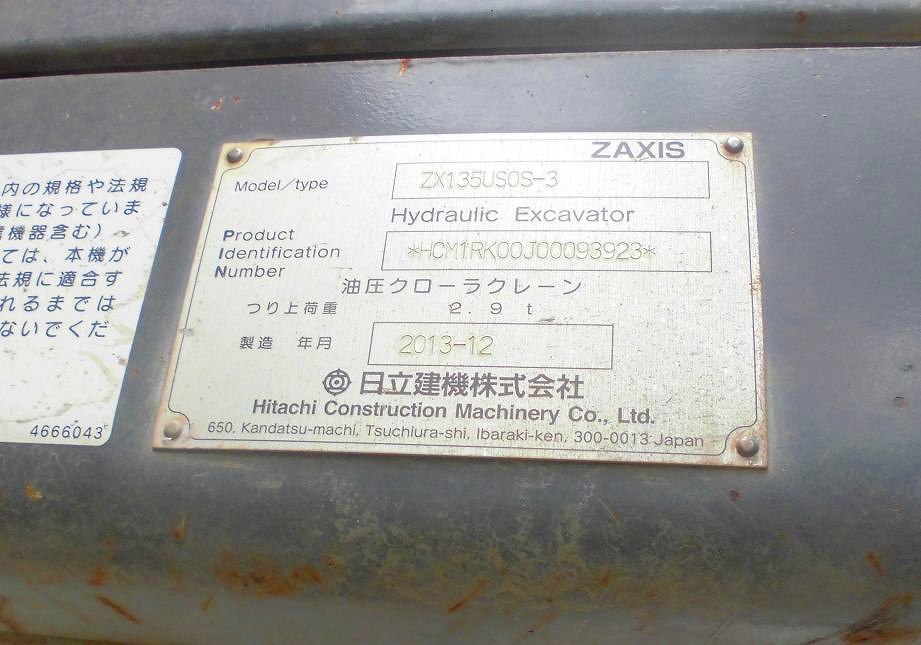 内の規格や法規
様になっていま
機器含む）
ては、本機が
法規に適合す
れるまでは
ないでくだ
4666043
ZAXIS
Model/type ZX135USOS-3
Hydraulic Excavator
Product
Identification
Number
*HCM1RK00J00093923*
油圧クローラクレーン
つり上荷重 2.9 t
製造 年月 2013-12
日立建機株式会社
Hitachi Construction Machinery Co., Ltd.
650, Kandatsu-machi, Tsuchiura-shi, Ibaraki-ken, 300-0013 Japan